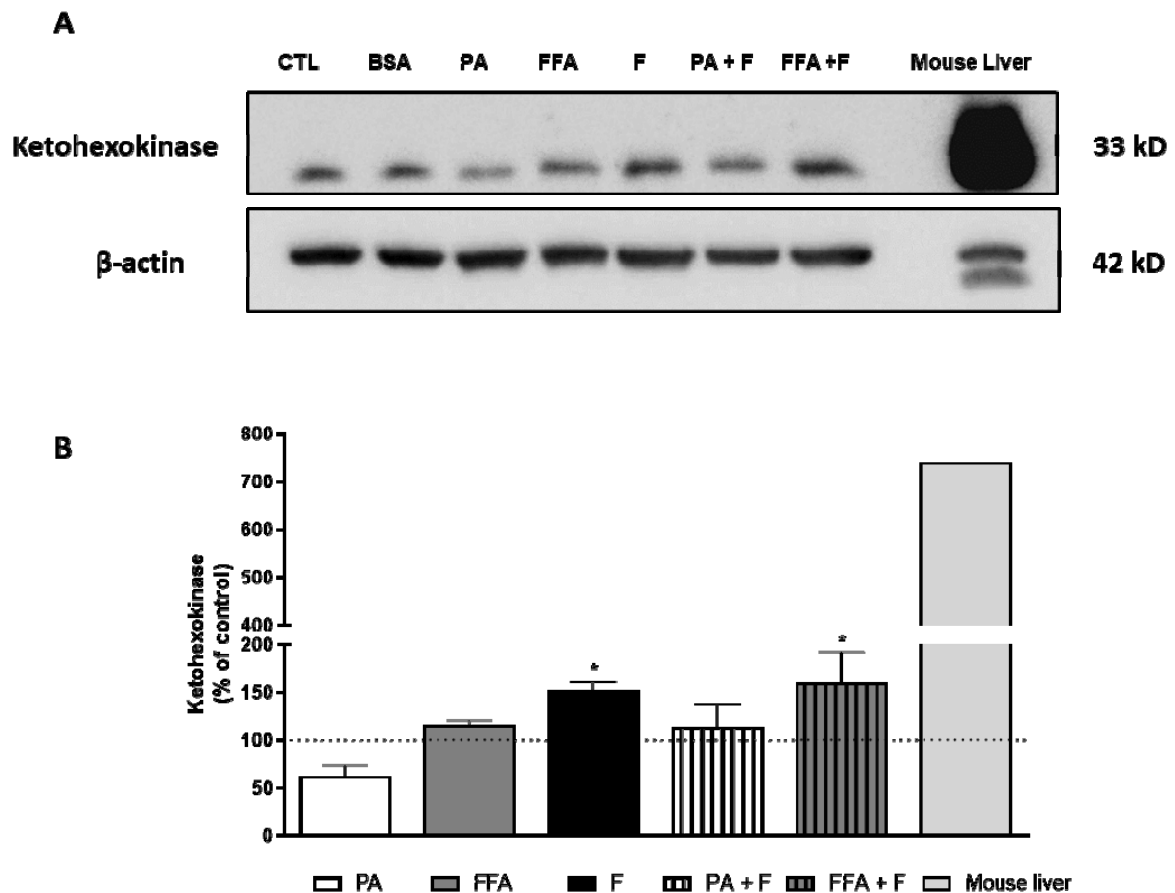 A
CTL BSA PA FFA F PA + F FFA +F Mouse Liver
Ketohexokinase 33 kD
β-actin 42 kD
B
Ketohexokinase
(% of control)
800
700
600
500
400
200
150
100
50
0
*
*
PA FFA F PA + F FFA + F Mouse liver